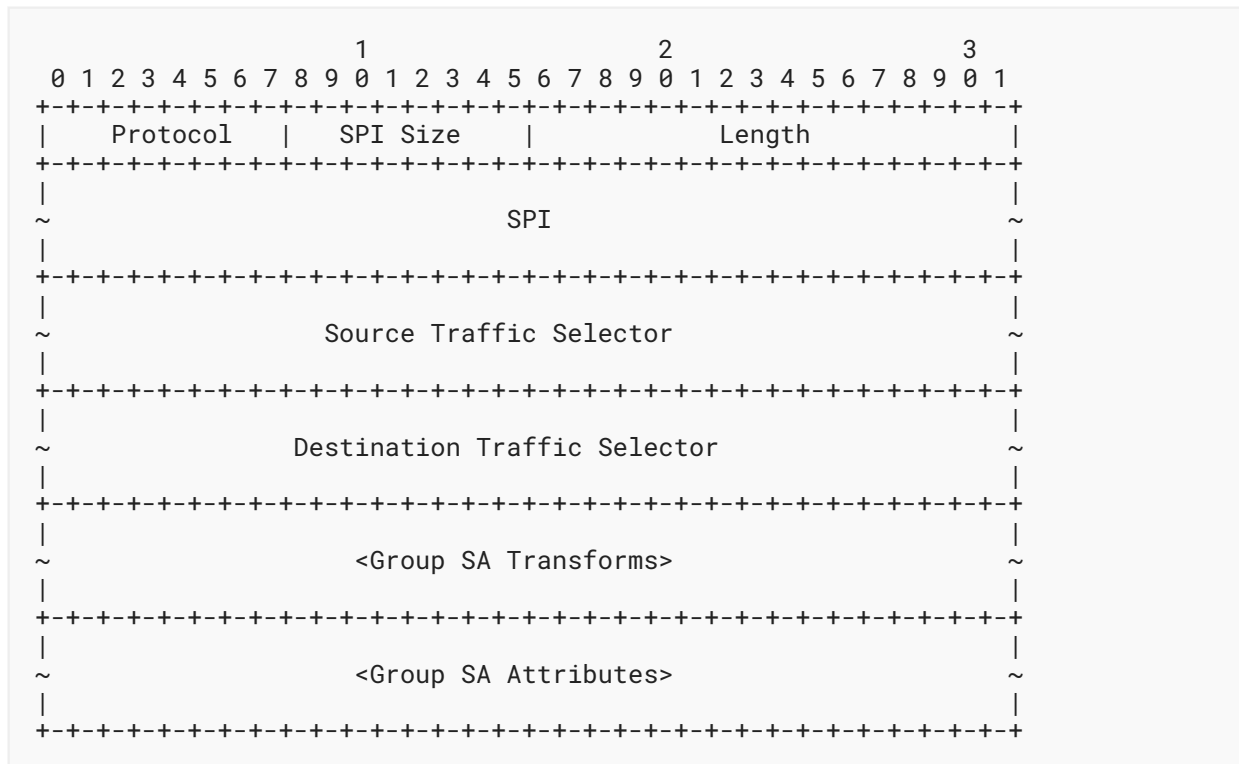 1                   2                   3
 0 1 2 3 4 5 6 7 8 9 0 1 2 3 4 5 6 7 8 9 0 1 2 3 4 5 6 7 8 9 0 1
+-+-+-+-+-+-+-+-+-+-+-+-+-+-+-+-+-+-+-+-+-+-+-+-+-+-+-+-+-+-+-+-+
|    Protocol   |   SPI Size    |            Length             |
+-+-+-+-+-+-+-+-+-+-+-+-+-+-+-+-+-+-+-+-+-+-+-+-+-+-+-+-+-+-+-+-+
|                                                               |
~                              SPI                              ~
|                                                               |
+-+-+-+-+-+-+-+-+-+-+-+-+-+-+-+-+-+-+-+-+-+-+-+-+-+-+-+-+-+-+-+-+
|                                                               |
~                  Source Traffic Selector                      ~
|                                                               |
+-+-+-+-+-+-+-+-+-+-+-+-+-+-+-+-+-+-+-+-+-+-+-+-+-+-+-+-+-+-+-+-+
|                                                               |
~                Destination Traffic Selector                   ~
|                                                               |
+-+-+-+-+-+-+-+-+-+-+-+-+-+-+-+-+-+-+-+-+-+-+-+-+-+-+-+-+-+-+-+-+
|                                                               |
~                    <Group SA Transforms>                      ~
|                                                               |
+-+-+-+-+-+-+-+-+-+-+-+-+-+-+-+-+-+-+-+-+-+-+-+-+-+-+-+-+-+-+-+-+
|                                                               |
~                    <Group SA Attributes>                      ~
|                                                               |
+-+-+-+-+-+-+-+-+-+-+-+-+-+-+-+-+-+-+-+-+-+-+-+-+-+-+-+-+-+-+-+-+